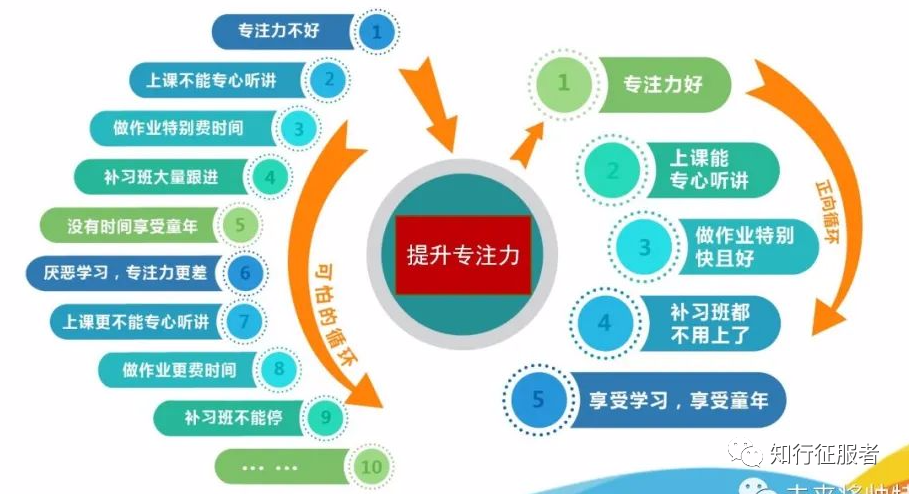 专注力不好 1
上课不能专心听讲 2
做作业特别费时间 3
补习班大量跟进 4
没有时间享受童年 5
厌恶学习，专注力更差 6
上课更不能专心听讲 7
做作业更费时间 8
补习班不能停 9
... ... 10
可怕的循环
提升专注力
1 专注力好
2 上课能
专心听讲
3 做作业特别
快且好
4 补习班都
不用上了
5 享受学习，享受童年
正向循环
知行征服者